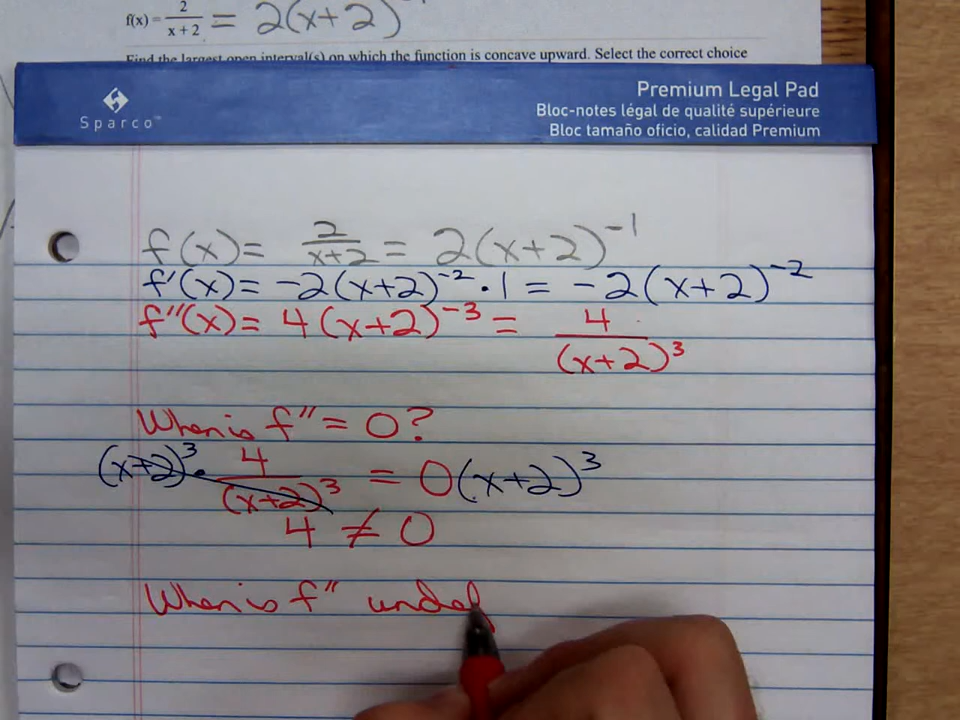 f(x) = 2/(x + 2) = 2(x+2)
Find the largest open interval(s) on which the function is concave upward. Select the correct choice
Sparco™
Premium Legal Pad
Bloc-notes légal de qualité supérieure
Bloc tamaño oficio, calidad Premium
f(x) = 2/(x+2) = 2(x+2)^-1
f'(x) = -2(x+2)^-2 · 1 = -2(x+2)^-2
f''(x) = 4(x+2)^-3 = 4/(x+2)^3
When is f'' = 0?
(x+2)^3 · 4/(x+2)^3 = 0(x+2)^3
4 ≠ 0
When is f'' undef